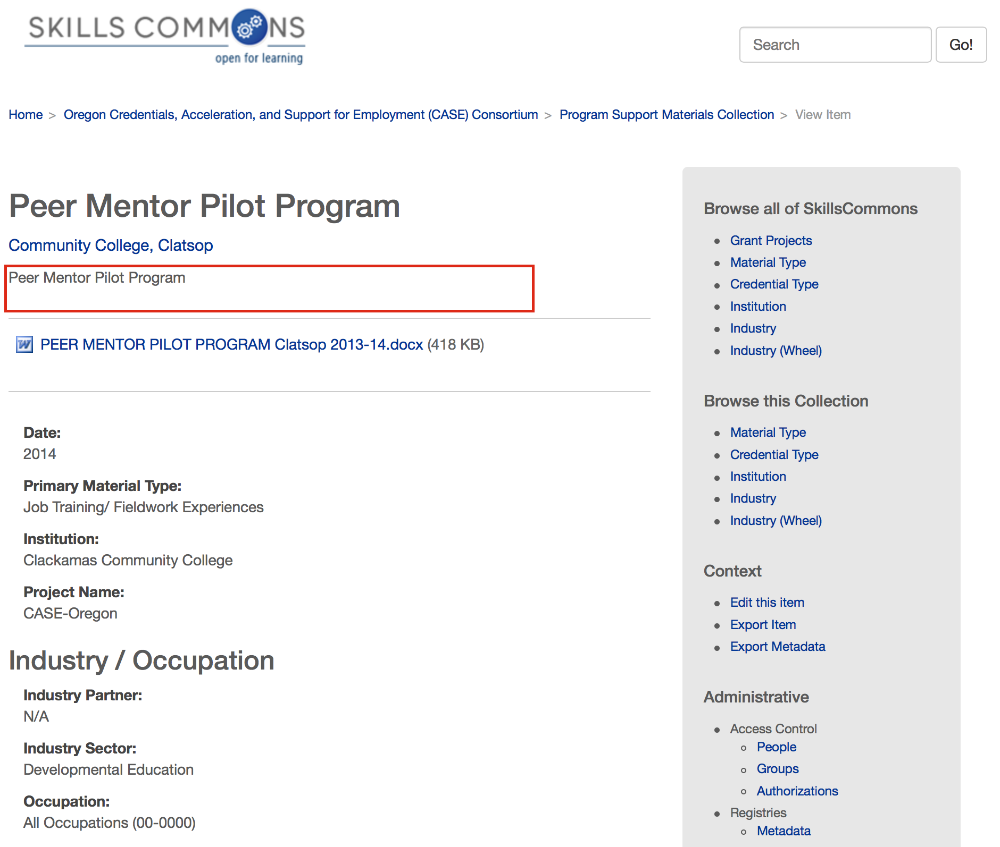 SKILLS COMMONS
open for learning
Search
Go!
Home > Oregon Credentials, Acceleration, and Support for Employment (CASE) Consortium > Program Support Materials Collection > View Item
Peer Mentor Pilot Program
Community College, Clatsop
Peer Mentor Pilot Program
PEER MENTOR PILOT PROGRAM Clatsop 2013-14.docx (418 KB)
Date:
2014
Primary Material Type:
Job Training/ Fieldwork Experiences
Institution:
Clackamas Community College
Project Name:
CASE-Oregon
Industry / Occupation
Industry Partner:
N/A
Industry Sector:
Developmental Education
Occupation:
All Occupations (00-0000)
Browse all of SkillsCommons
Grant Projects
Material Type
Credential Type
Institution
Industry
Industry (Wheel)
Browse this Collection
Material Type
Credential Type
Institution
Industry
Industry (Wheel)
Context
Edit this item
Export Item
Export Metadata
Administrative
Access Control
People
Groups
Authorizations
Registries
Metadata